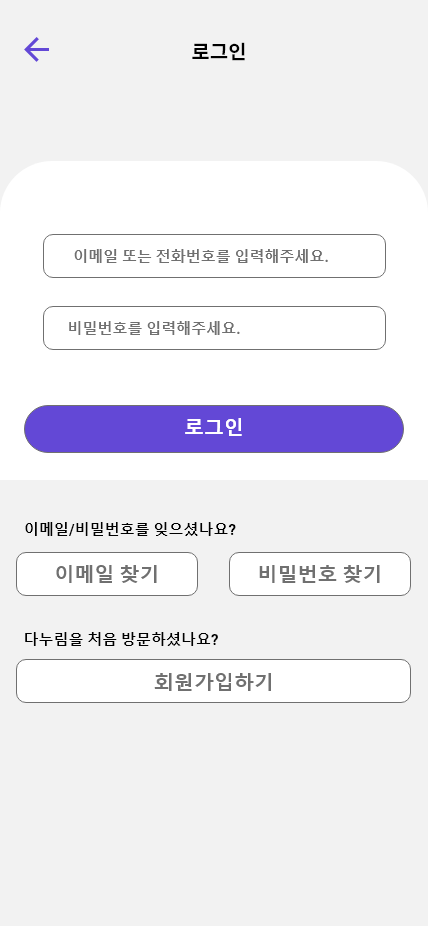 로그인
이메일 또는 전화번호를 입력해주세요.
비밀번호를 입력해주세요.
로그인
이메일/비밀번호를 잊으셨나요?
이메일 찾기 비밀번호 찾기
다누림을 처음 방문하셨나요?
회원가입하기